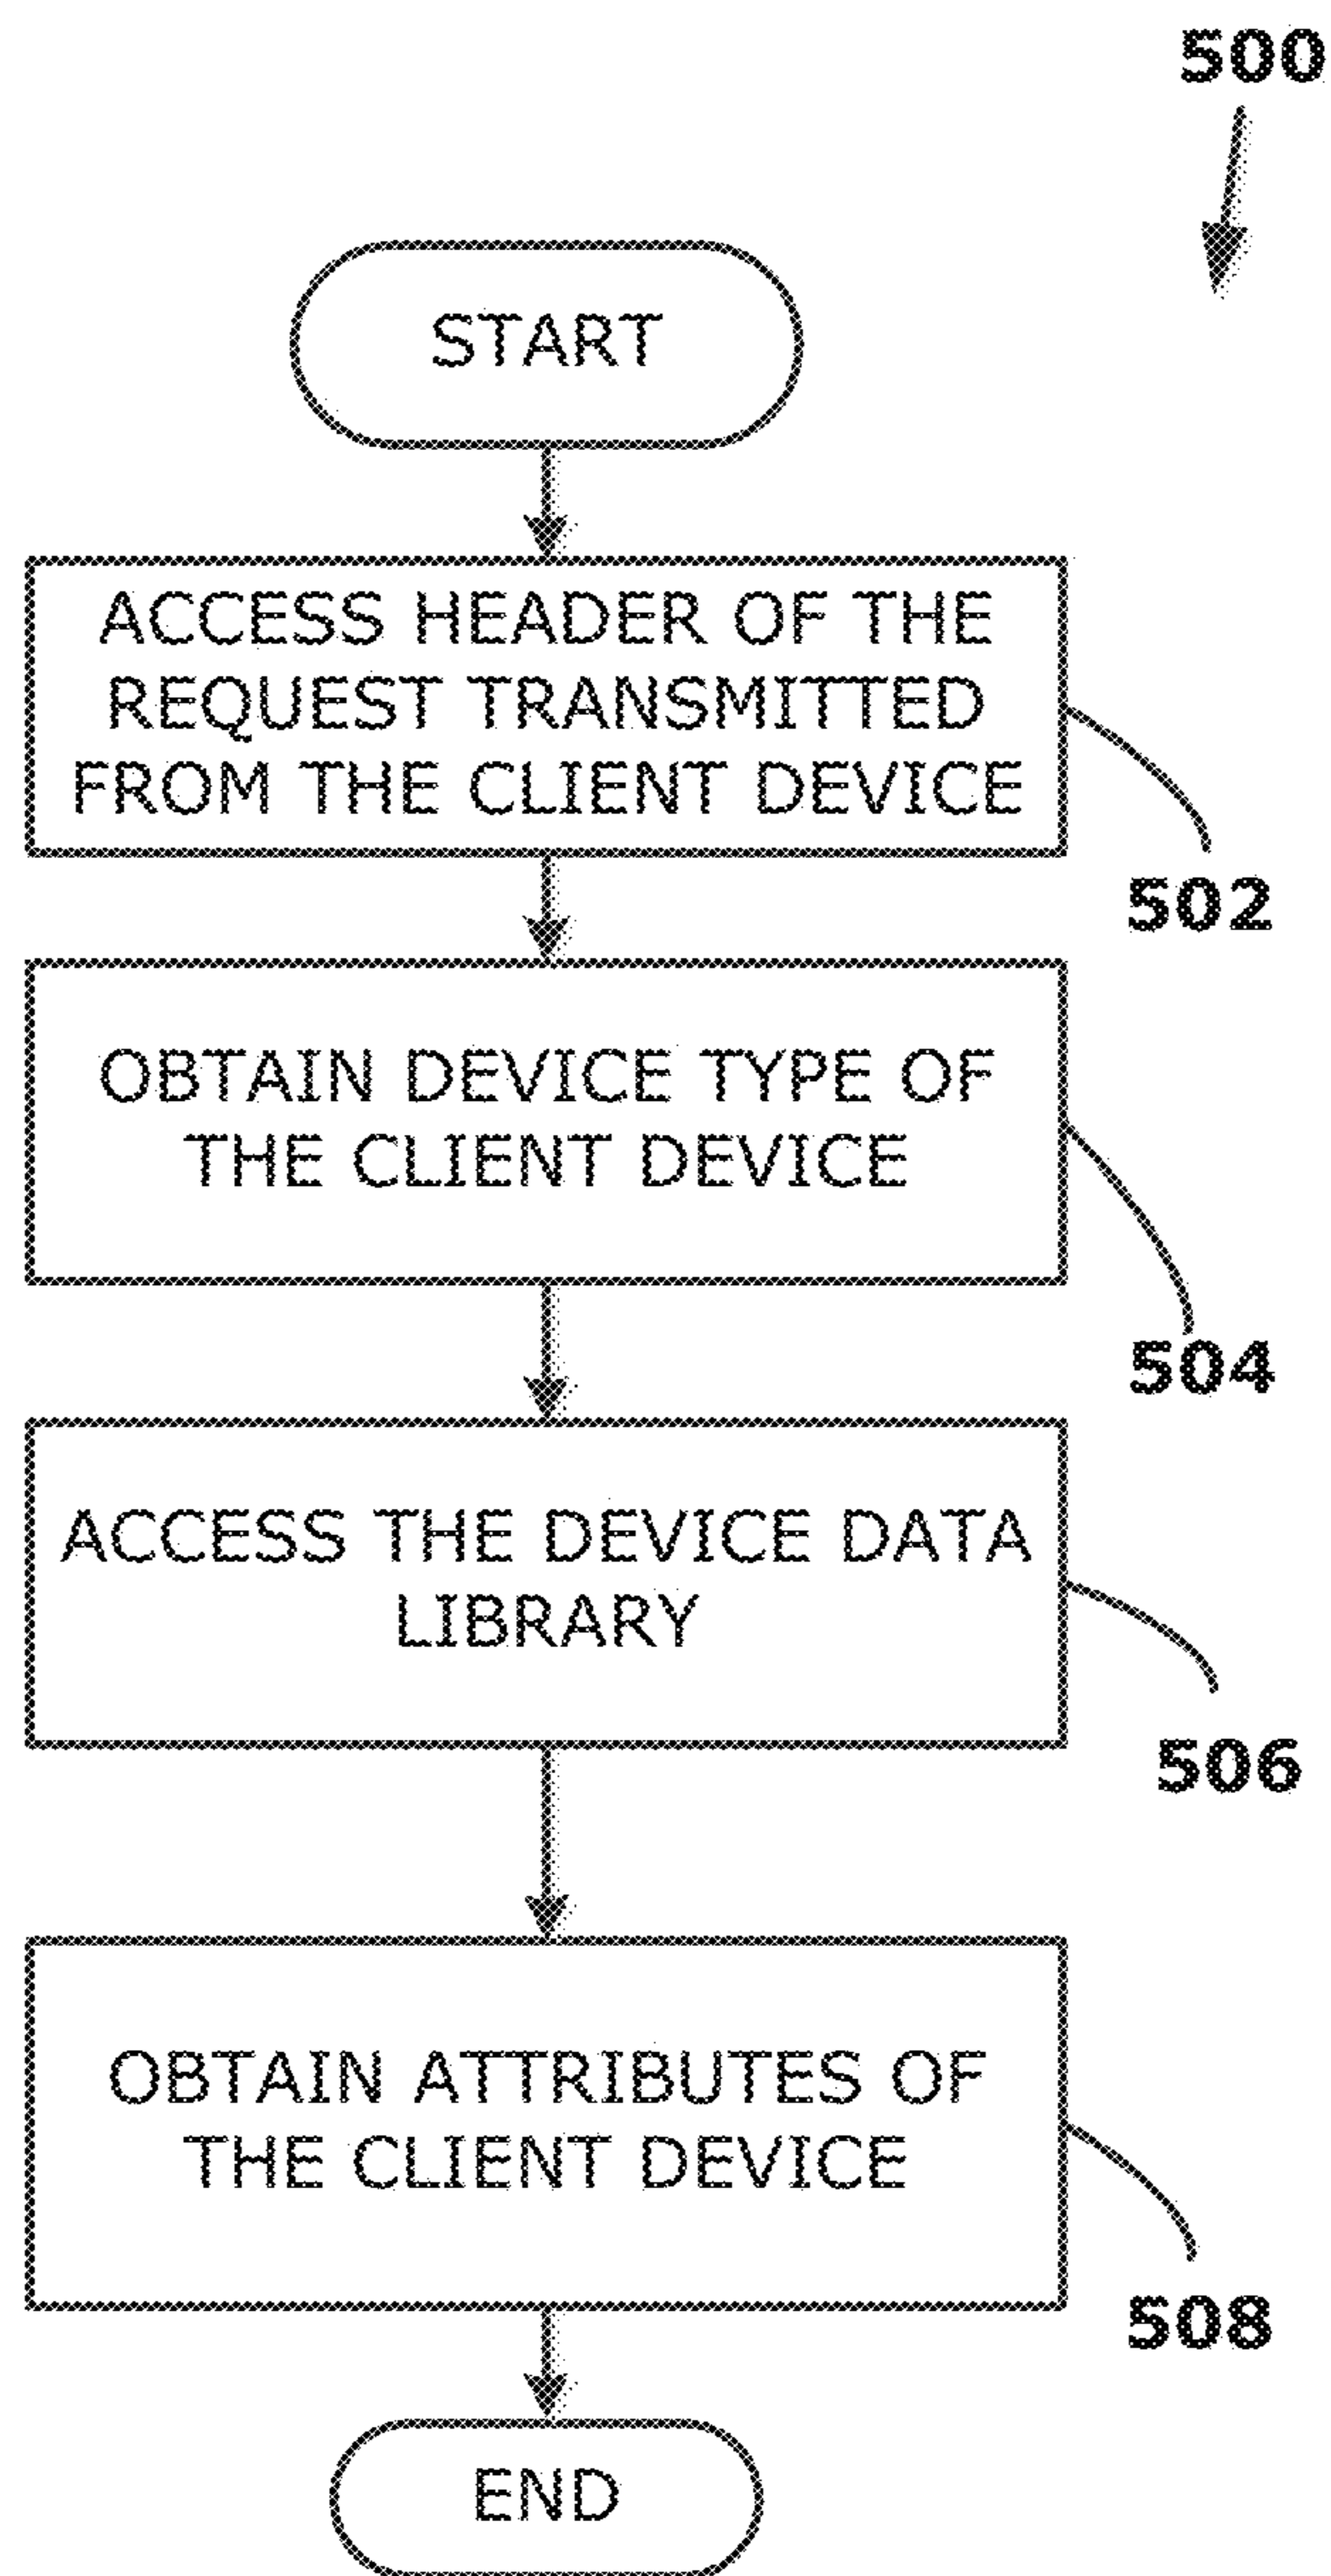 500
START
ACCESS HEADER OF THE
REQUEST TRANSMITTED
FROM THE CLIENT DEVICE
502
OBTAIN DEVICE TYPE OF
THE CLIENT DEVICE
504
ACCESS THE DEVICE DATA
LIBRARY
506
OBTAIN ATTRIBUTES OF
THE CLIENT DEVICE
508
END